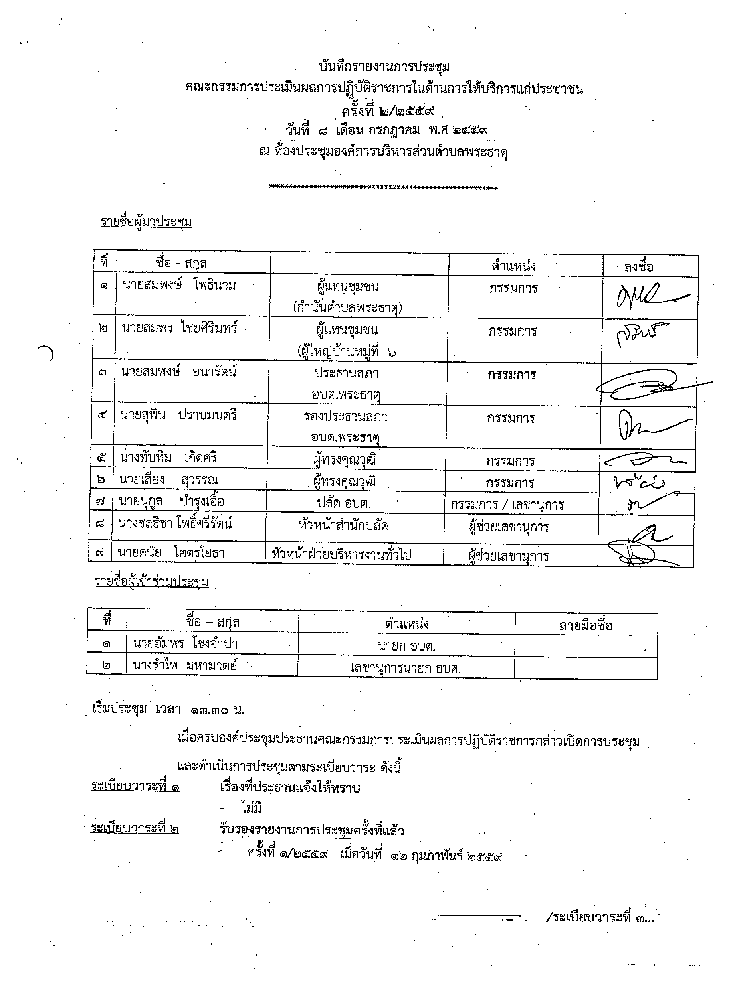 บันทึกรายงานการประชุม
คณะกรรมการประเมินผลการปฏิบัติราชการในด้านการให้บริการแก่ประชาชน
ครั้งที่ ๒/๒๕๕๙
วันที่ ๘ เดือน กรกฎาคม พ.ศ ๒๕๕๙
ณ ห้องประชุมองค์การบริหารส่วนตำบลพระธาตุ
รายชื่อผู้มาประชุม
ที่ ชื่อ - สกุล ตำแหน่ง ลงชื่อ
๑ นายสมพงษ์ โพธินาม ผู้แทนชุมชน กรรมการ
(กำนันตำบลพระธาตุ)
๒ นายสมพร ไชยศิรินทร์ ผู้แทนชุมชน กรรมการ
(ผู้ใหญ่บ้านหมู่ที่ ๖
๓ นายสมพงษ์ อนารัตน์ ประธานสภา กรรมการ
อบต.พระธาตุ
๔ นายสุพิน ปราบมนตรี รองประธานสภา กรรมการ
อบต.พระธาตุ
๕ นางทับทิม เกิดศรี ผู้ทรงคุณวุฒิ กรรมการ
๖ นายเสียง สุวรรณ ผู้ทรงคุณวุฒิ กรรมการ
๗ นายนุกูล บำรุงเอื้อ ปลัด อบต. กรรมการ / เลขานุการ
๘ นางชลธิชา โพธิ์ศรีรัตน์ หัวหน้าสำนักปลัด ผู้ช่วยเลขานุการ
๙ นายดนัย โคตรโยธา หัวหน้าฝ่ายบริหารงานทั่วไป ผู้ช่วยเลขานุการ
รายชื่อผู้เข้าร่วมประชุม
ที่ ชื่อ – สกุล ตำแหน่ง ลายมือชื่อ
๑ นายอัมพร โขงจำปา นายก อบต.
๒ นางรำไพ มหามาตย์ เลขานุการนายก อบต.
เริ่มประชุม เวลา ๑๓.๓๐ น.
เมื่อครบองค์ประชุมประธานคณะกรรมการประเมินผลการปฏิบัติราชการกล่าวเปิดการประชุม
และดำเนินการประชุมตามระเบียบวาระ ดังนี้
ระเบียบวาระที่ ๑ เรื่องที่ประธานแจ้งให้ทราบ
- ไม่มี
ระเบียบวาระที่ ๒ รับรองรายงานการประชุมครั้งที่แล้ว
- ครั้งที่ ๑/๒๕๕๙ เมื่อวันที่ ๑๒ กุมภาพันธ์ ๒๕๕๙
/ระเบียบวาระที่ ๓...